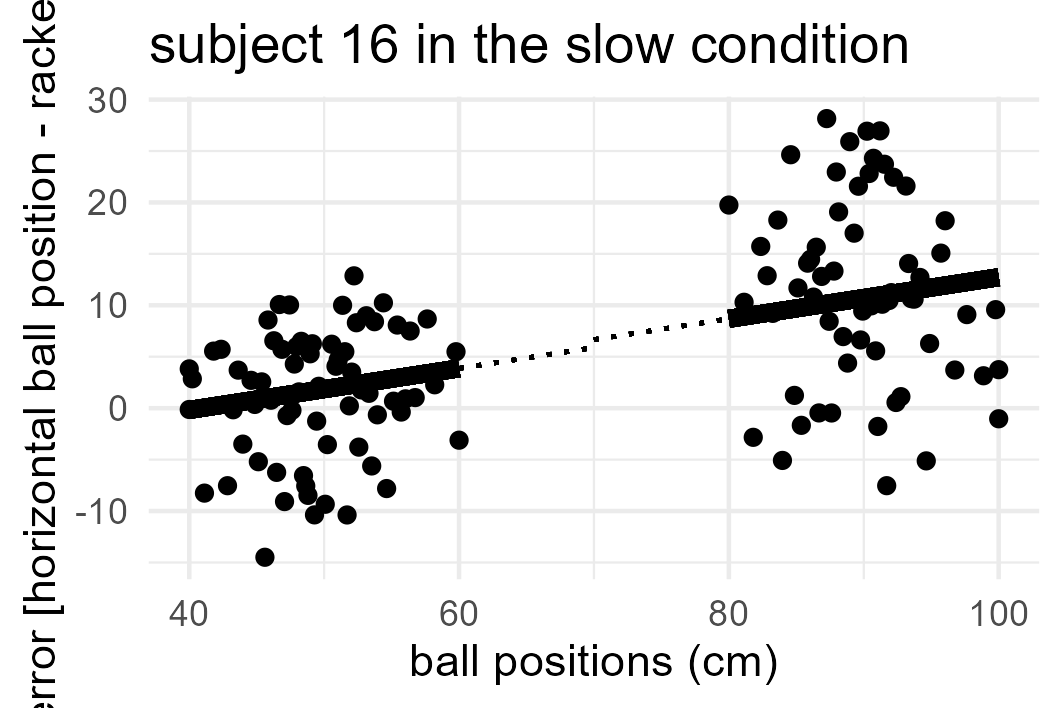 subject 16 in the slow condition
error [horizontal ball position - racke
30
20
10
0
-10
40 60 80 100
ball positions (cm)